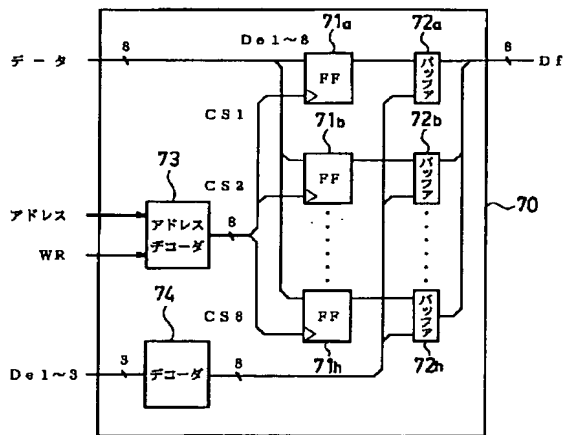 71a
72a
データ
8
De1~8
FF
バッファ
8
Df
CS1
71b
72b
73
CS2
FF
バッファ
アドレス
アドレス
デコーダ
8
70
WR
74
CS8
FF
バッファ
De1~3
3
デコーダ
8
71h
72h